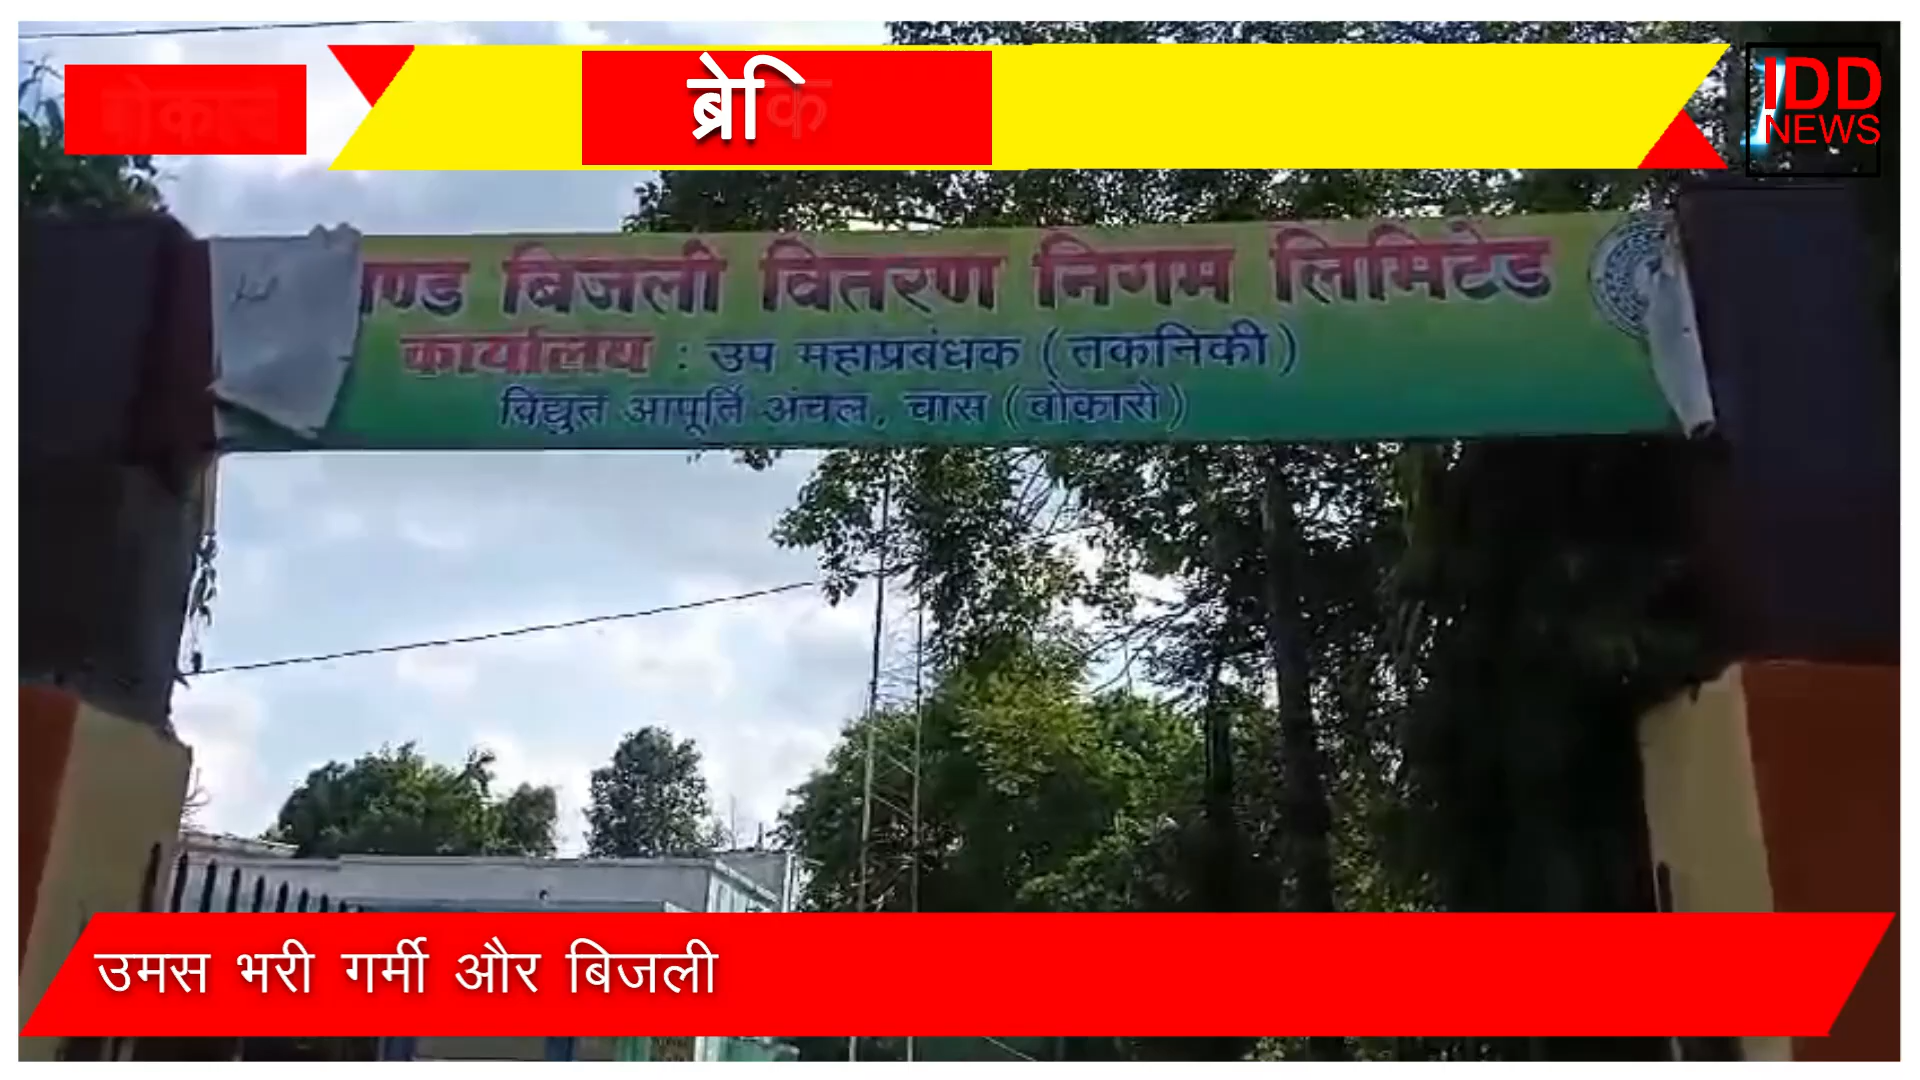 ब्रेकि
IDD
NEWS
ण्ड बिजली वितरण निगम लिमिटेड
कार्यालय : उप महाप्रबंधक (तकनिकी)
विद्युत आपूर्ति अंचल, चास (बोकारो)
उमस भरी गर्मी और बिजली